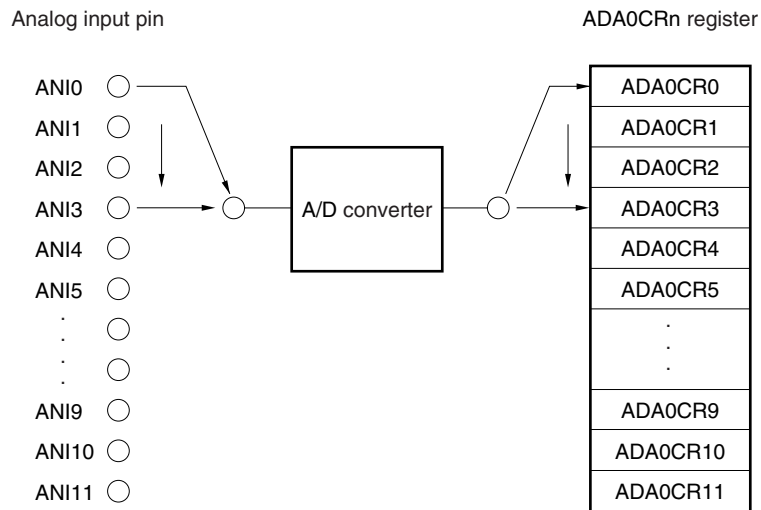 Analog input pin
ADA0CRn register
ANI0
ADA0CR0
ANI1
ADA0CR1
ANI2
ADA0CR2
ANI3
A/D converter
ADA0CR3
ANI4
ADA0CR4
ANI5
ADA0CR5
.
.
.
.
.
.
.
ANI9
ADA0CR9
ANI10
ADA0CR10
ANI11
ADA0CR11